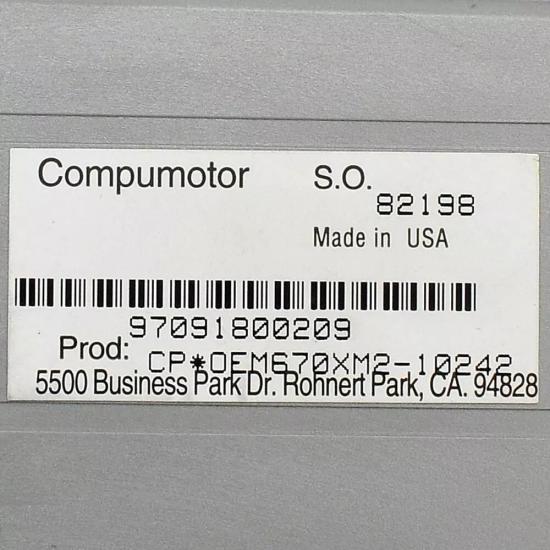 Compumotor S.O. 82198
Made in USA
97091800209
Prod: CP*OEM670XM2-10242
5500 Business Park Dr. Rohnert Park, CA. 94828